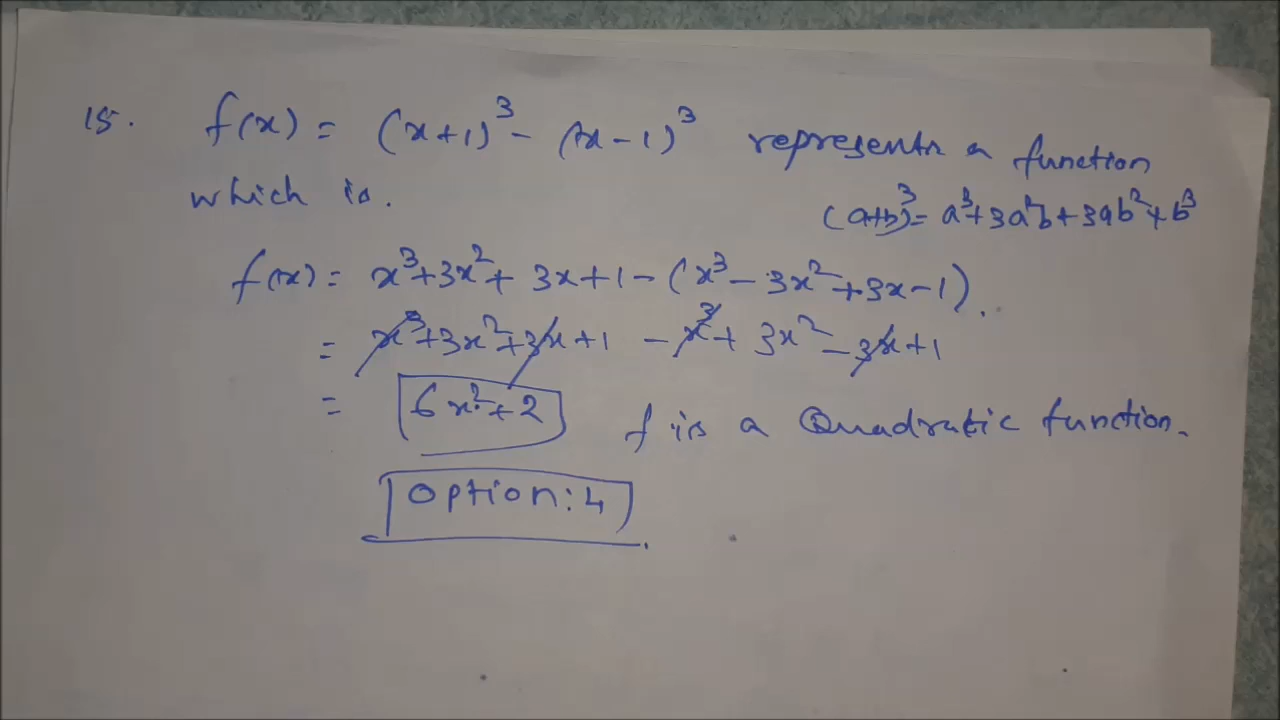 15. f(x) = (x+1)³ - (x-1)³ represents a function
which is.
(a+b)³ = a³+3a²b+3ab²+b³
f(x) = x³+3x²+3x+1-(x³-3x²+3x-1).
= x³+3x²+3x+1 -x³+3x²-3x+1
= 6x²+2 f is a Quadratic function.
Option:4